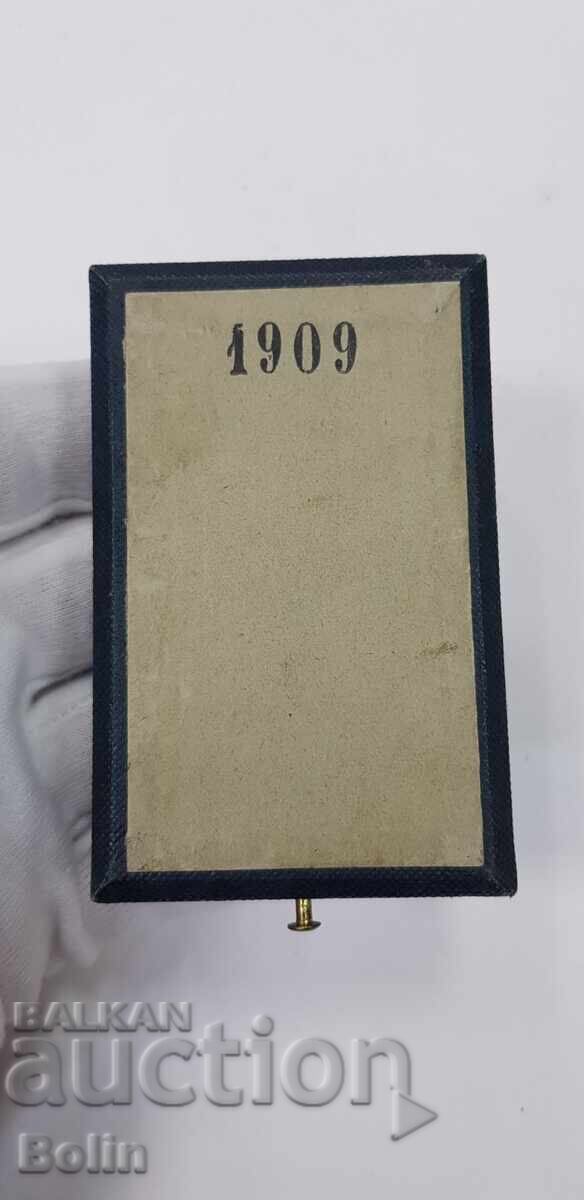 1909
BALKAN
auction
Bolin